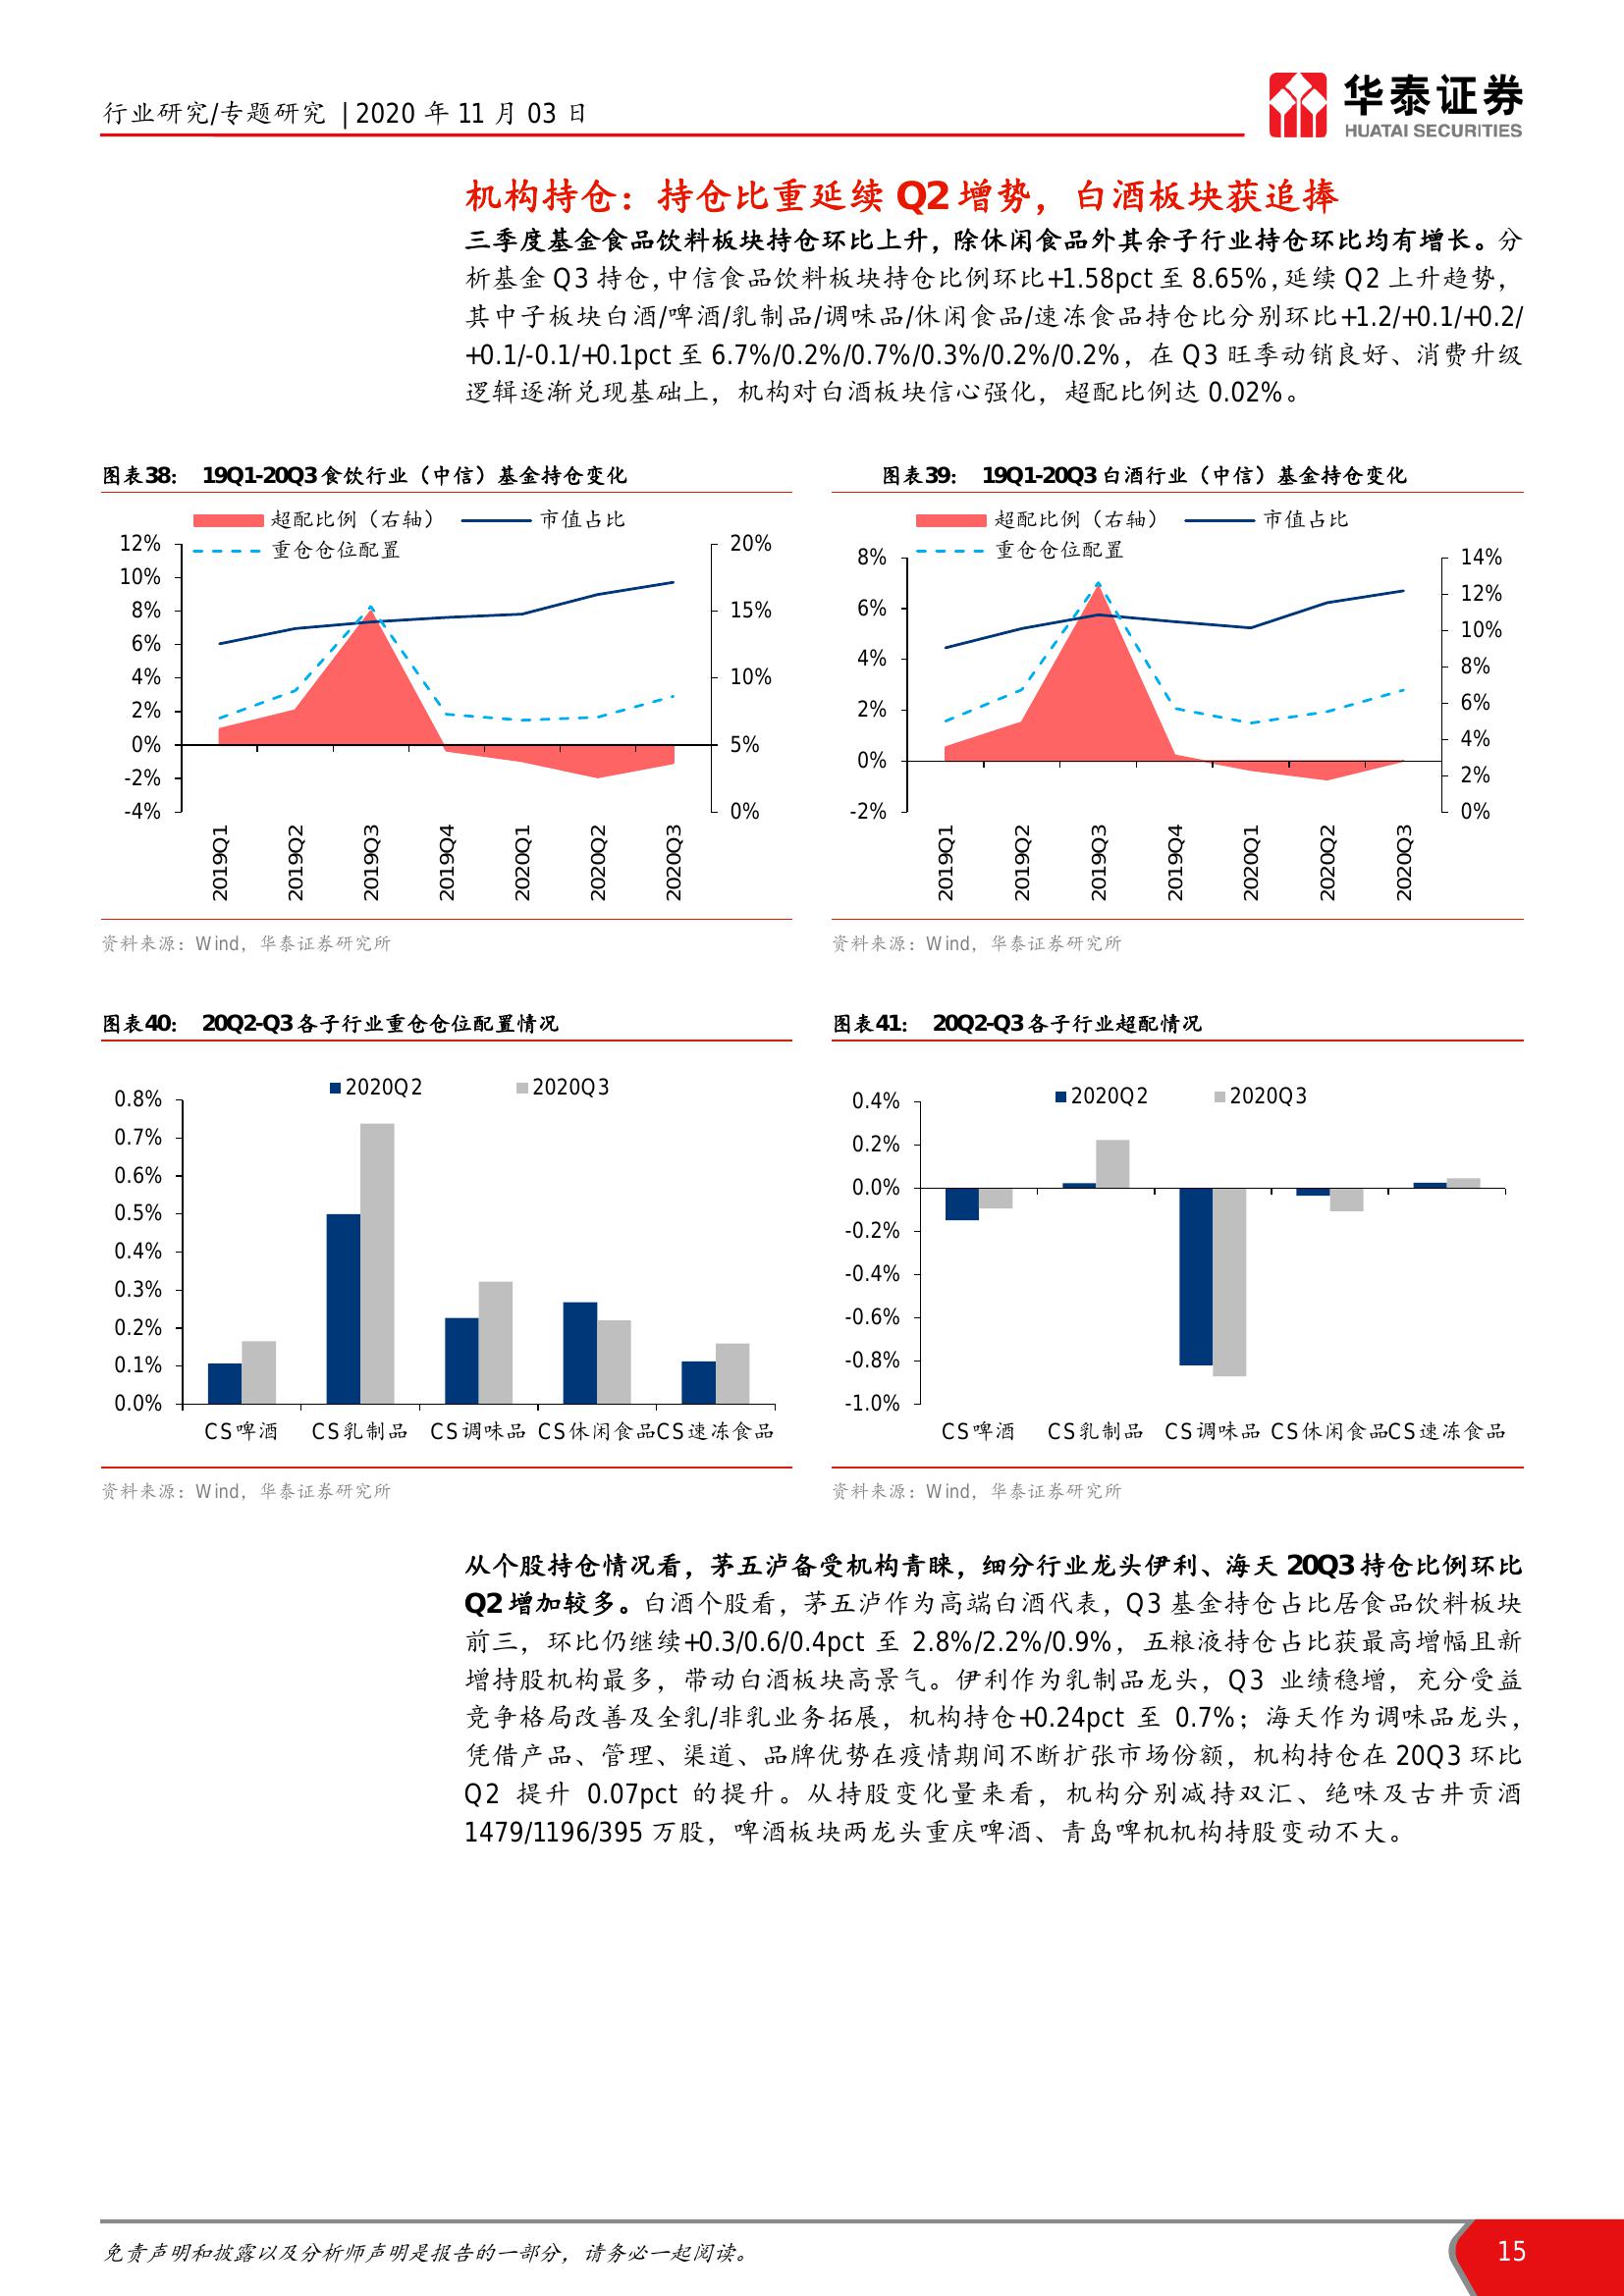 行业研究/专题研究 | 2020 年 11 月 03 日
华泰证券
HUATAI SECURITIES
机构持仓：持仓比重延续 Q2 增势，白酒板块获追捧
三季度基金食品饮料板块持仓环比上升，除休闲食品外其余子行业持仓环比均有增长。分
析基金 Q3 持仓，中信食品饮料板块持仓比例环比+1.58pct 至 8.65%，延续 Q2 上升趋势，
其中子板块白酒/啤酒/乳制品/调味品/休闲食品/速冻食品持仓比分别环比+1.2/+0.1/+0.2/
+0.1/-0.1/+0.1pct 至 6.7%/0.2%/0.7%/0.3%/0.2%/0.2%，在 Q3 旺季动销良好、消费升级
逻辑逐渐兑现基础上，机构对白酒板块信心强化，超配比例达 0.02%。
图表38： 19Q1-20Q3 食饮行业（中信）基金持仓变化
超配比例（右轴） 市值占比
重仓仓位配置
12%
10%
8%
6%
4%
2%
0%
-2%
-4%
20%
15%
10%
5%
0%
2019Q1
2019Q2
2019Q3
2019Q4
2020Q1
2020Q2
2020Q3
资料来源：Wind，华泰证券研究所
图表39： 19Q1-20Q3 白酒行业（中信）基金持仓变化
超配比例（右轴） 市值占比
重仓仓位配置
8%
6%
4%
2%
0%
-2%
14%
12%
10%
8%
6%
4%
2%
0%
2019Q1
2019Q2
2019Q3
2019Q4
2020Q1
2020Q2
2020Q3
资料来源：Wind，华泰证券研究所
图表40： 20Q2-Q3 各子行业重仓仓位配置情况
2020Q2 2020Q3
0.8%
0.7%
0.6%
0.5%
0.4%
0.3%
0.2%
0.1%
0.0%
CS啤酒 CS乳制品 CS调味品 CS休闲食品 CS速冻食品
资料来源：Wind，华泰证券研究所
图表41： 20Q2-Q3 各子行业超配情况
2020Q2 2020Q3
0.4%
0.2%
0.0%
-0.2%
-0.4%
-0.6%
-0.8%
-1.0%
CS啤酒 CS乳制品 CS调味品 CS休闲食品 CS速冻食品
资料来源：Wind，华泰证券研究所
从个股持仓情况看，茅五泸备受机构青睐，细分行业龙头伊利、海天 20Q3 持仓比例环比
Q2 增加较多。白酒个股看，茅五泸作为高端白酒代表，Q3 基金持仓占比居食品饮料板块
前三，环比仍继续+0.3/0.6/0.4pct 至 2.8%/2.2%/0.9%，五粮液持仓占比获最高增幅且新
增持股机构最多，带动白酒板块高景气。伊利作为乳制品龙头，Q3 业绩稳增，充分受益
竞争格局改善及全乳/非乳业务拓展，机构持仓+0.24pct 至 0.7%；海天作为调味品龙头，
凭借产品、管理、渠道、品牌优势在疫情期间不断扩张市场份额，机构持仓在 20Q3 环比
Q2 提升 0.07pct 的提升。从持股变化量来看，机构分别减持双汇、绝味及古井贡酒
1479/1196/395 万股，啤酒板块两龙头重庆啤酒、青岛啤机机构持股变动不大。
免责声明和披露以及分析师声明是报告的一部分，请务必一起阅读。
15